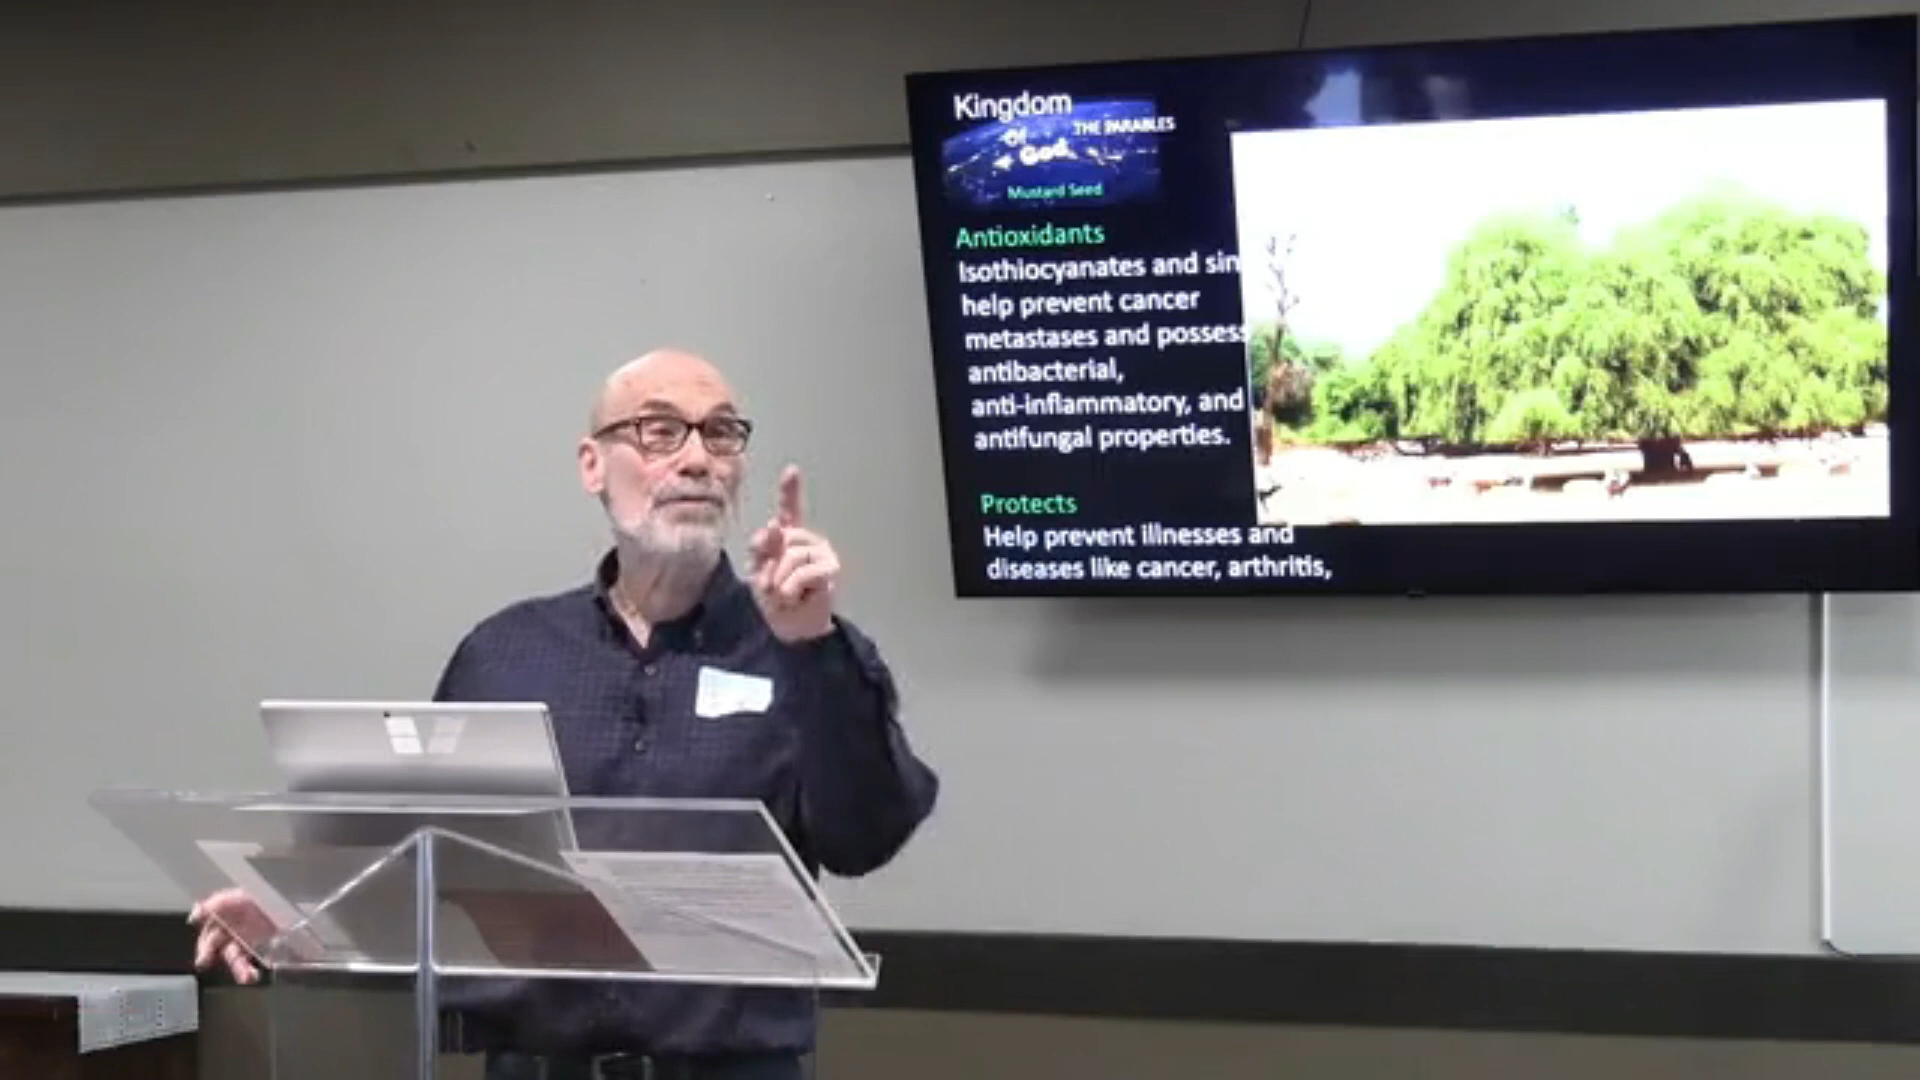 Kingdom
Of
THE PARABLES
God
Mustard Seed
Antioxidants
Isothiocyanates and sin
help prevent cancer
metastases and possess
antibacterial,
anti-inflammatory, and
antifungal properties.
Protects
Help prevent illnesses and
diseases like cancer, arthritis,